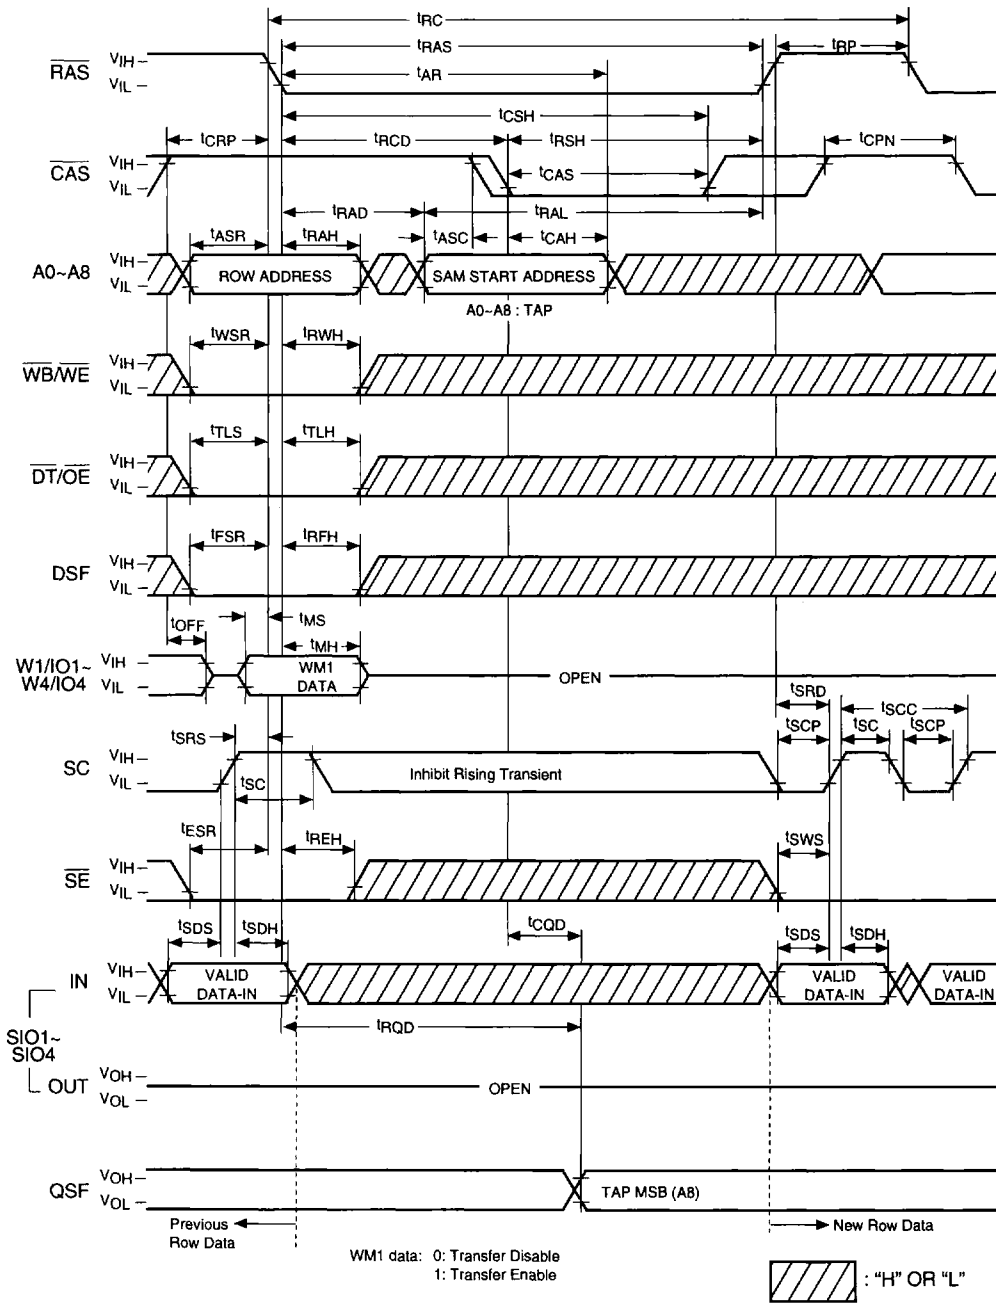 tRC
tRAS tRP
RAS VIH VIL
tAR
tCSH
tCRP tRCD tRSH tCPN
CAS VIH VIL
tCAS
tRAD tRAL
tASR tRAH tASC tCAH
A0~A8 VIH VIL ROW ADDRESS SAM START ADDRESS
A0~A8 : TAP
tWSR tRWH
WB/WE VIH VIL
tTLS tTLH
DT/OE VIH VIL
tFSR tRFH
DSF VIH VIL
tOFF tMS
tMH
W1/IO1~ VIH WM1
W4/IO4 VIL DATA
OPEN
tSRD tSCC
tSRS tSCP tSC tSCP
SC VIH VIL Inhibit Rising Transient
tSC
tESR tREH tSWS
SE VIH VIL
tCQD
tSDS tSDH tSDS tSDH
IN VIH VIL
VALID VALID VALID
DATA-IN DATA-IN DATA-IN
tRQD
SIO1~
SIO4
OUT VOH VOL OPEN
QSF VOH VOL TAP MSB (A8)
Previous
Row Data
New Row Data
WM1 data: 0: Transfer Disable
1: Transfer Enable
: "H" OR "L"